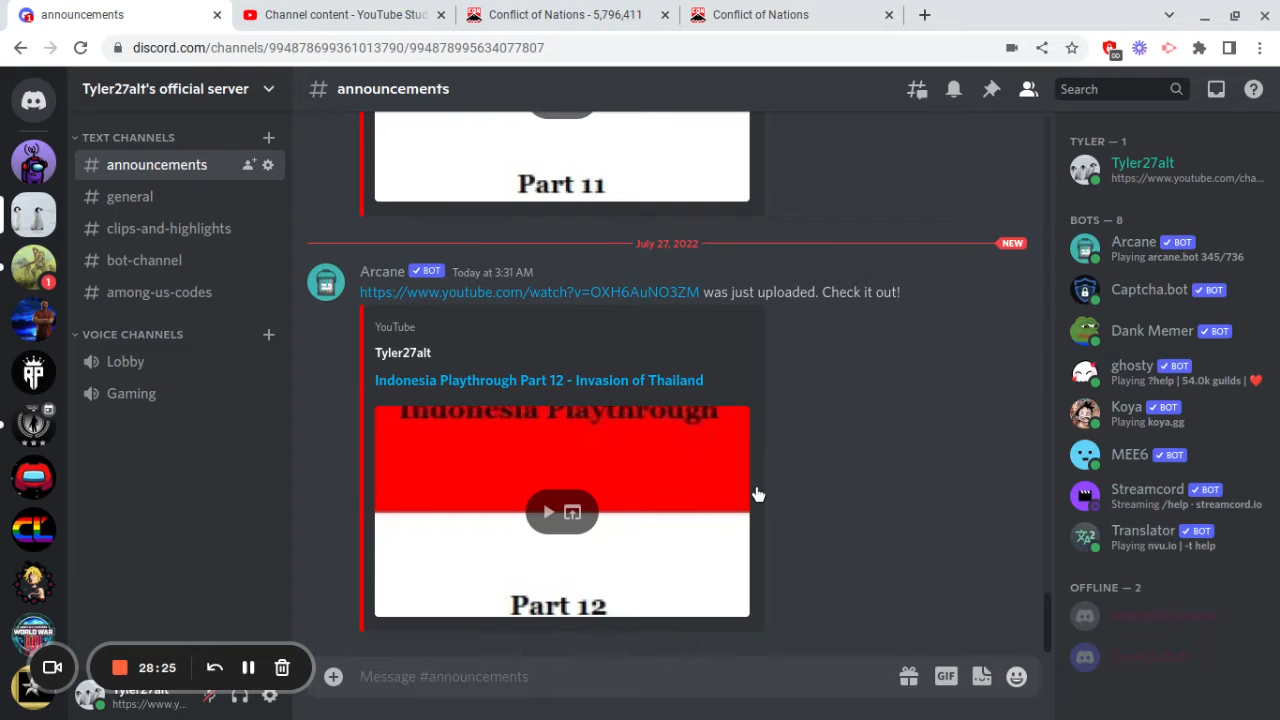 announcements
Channel content - YouTube Stud
Conflict of Nations - 5,796,411
Conflict of Nations
discord.com/channels/994878699361013790/994878995634077807
Tyler27alt's official server
announcements
Search
TEXT CHANNELS
announcements
general
clips-and-highlights
bot-channel
among-us-codes
VOICE CHANNELS
Lobby
Gaming
1
RP
CL
WORLD WAR
28:25
Tyler27alt
https://www.y...
Part 11
July 27, 2022
NEW
Arcane BOT Today at 3:31 AM
https://www.youtube.com/watch?v=OXH6AuNO3ZM was just uploaded. Check it out!
YouTube
Tyler27alt
Indonesia Playthrough Part 12 - Invasion of Thailand
Indonesia Playthrough
Part 12
Message #announcements
GIF
TYLER — 1
Tyler27alt
https://www.youtube.com/cha...
BOTS — 8
Arcane BOT
Playing arcane.bot 345/736
Captcha.bot BOT
Dank Memer BOT
ghosty BOT
Playing ?help | 54.0k guilds | ❤️
Koya BOT
Playing koya.gg
MEE6 BOT
Streamcord BOT
Streaming /help · streamcord.io
Translator BOT
Playing nvu.io | -t help
OFFLINE — 2